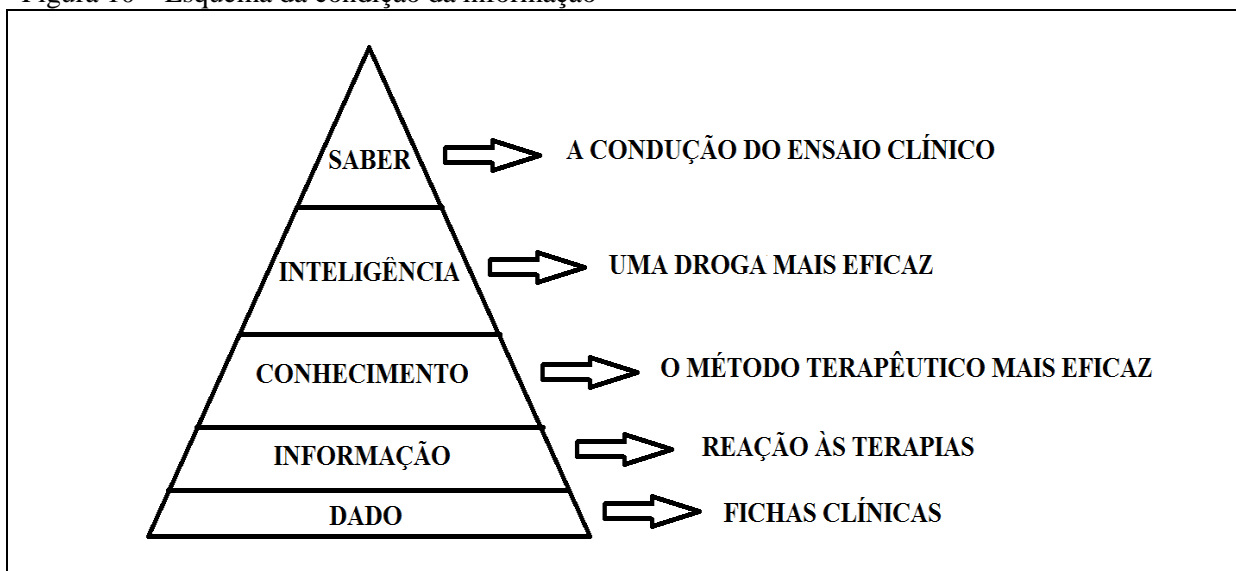 Figura 10 – Esquema da condição da informação
SABER
A CONDUÇÃO DO ENSAIO CLÍNICO
INTELIGÊNCIA
UMA DROGA MAIS EFICAZ
CONHECIMENTO
O MÉTODO TERAPÊUTICO MAIS EFICAZ
INFORMAÇÃO
REAÇÃO ÀS TERAPIAS
DADO
FICHAS CLÍNICAS